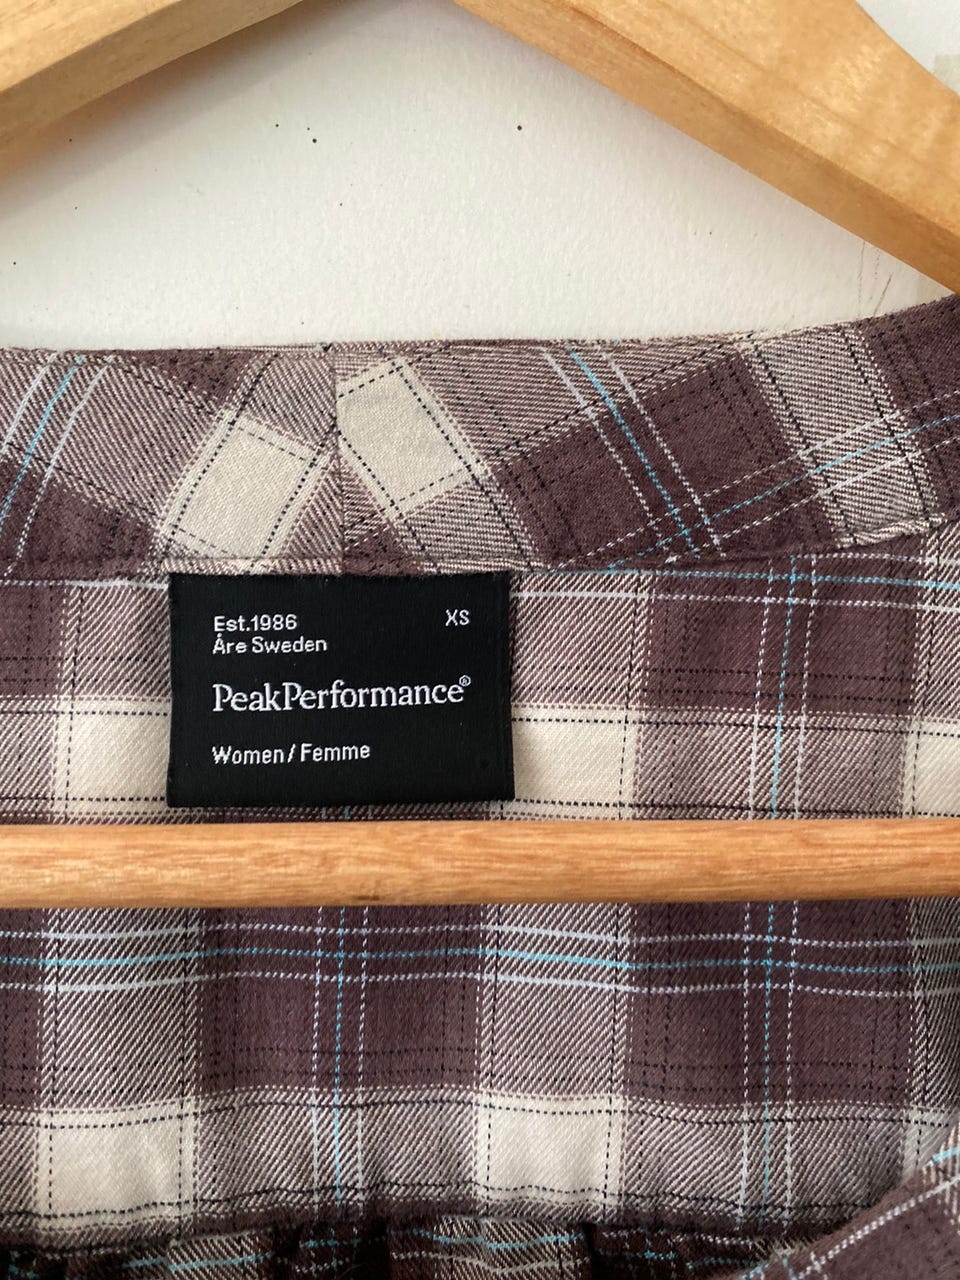 Est.1986 XS
Åre Sweden
PeakPerformance®
Women/Femme